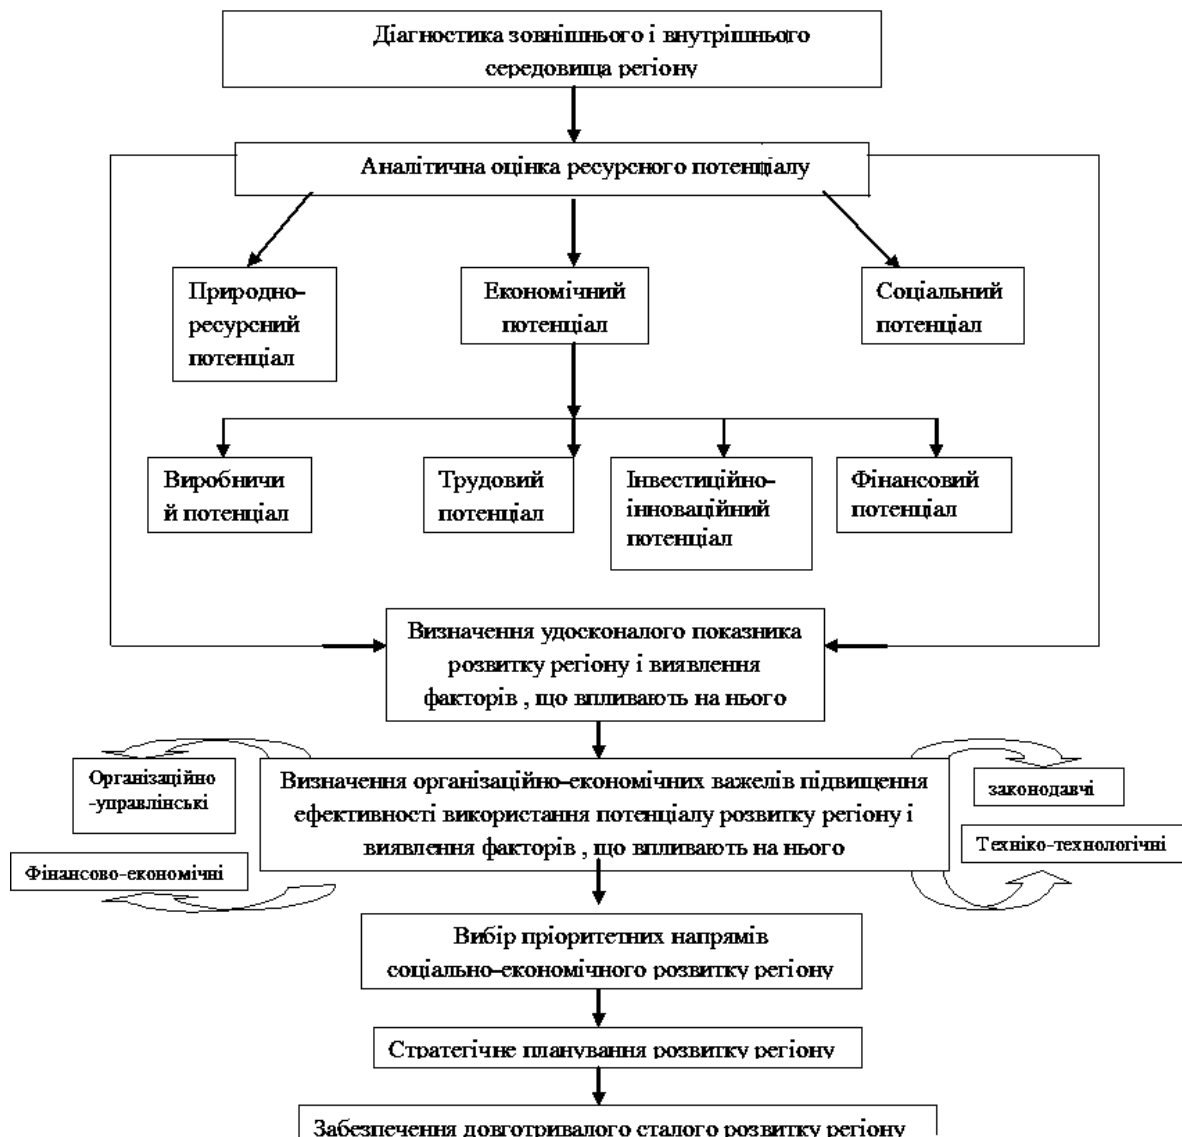 Діагностика зовнішнього і внутрішнього
середовища регіону
Аналітична оцінка ресурсного потенціалу
Природно-
ресурсний
потенціал
Економічний
потенціал
Соціальний
потенціал
Виробничи
й потенціал
Трудовий
потенціал
Інвестиційно-
інноваційний
потенціал
Фінансовий
потенціал
Визначення удосконалого показника
розвитку регіону і виявлення
факторів , що впливають на нього
Організаційно
-управлінські
Фінансово-економічні
Визначення організаційно-економічних важелів підвищення
ефективності використання потенціалу розвитку регіону і
виявлення факторів , що впливають на нього
законодавчі
Техніко-технологічні
Вибір пріоритетних напрямів
соціально-економічного розвитку регіону
Стратегічне планування розвитку регіону
Забезпечення довготривалого сталого розвитку регіону